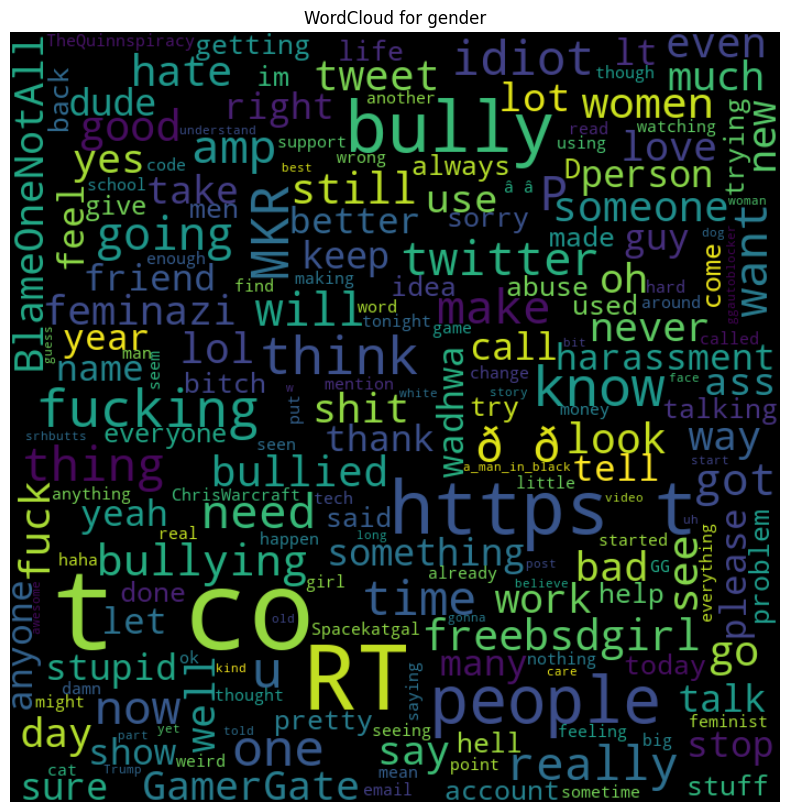 WordCloud for gender
TheQuinnspiracy
getting
life
idiot
lt
even
hate
im
tweet
though
much
BlameOneNotAll
back
dude
right
another
lot
women
good
understand
bully
support
read
watching
new
trying
yes
code
amp
wrong
using
love
best
always
D
person
school
take
still
â â
P
woman
feel
give
men
MKR
better
use
sorry
someone
want
going
made
guy
dog
ggautoblocker
enough
keep
abuse
oh
come
friend
find
making
idea
used
hard
around
feminazi
will
word
tonight
game
never
called
year
guess
man
lol
think
call
bit
harassment
name
seem
bitch
w
mention
change
know
face
ass
white
story
money
fucking
put
shit
wadhwa
try
talking
srhbutts
everyone
seen
thank
ð ð
look
way
thing
a_man_in_black
tell
start
bullied
little
got
anything
ChrisWarcraft
tech
https t
video
fuck
yeah
need
said
uh
real
happen
long
something
started
please
problem
haha
bullying
post
bad
see
everything
GG
girl
already
believe
awesome
anyone
t co
done
time
work
help
let
old
Spacekatgal
gonna
freebsdgirl
go
RT
stupid
ok
kind
u
saying
many
nothing
care
today
damn
well
thought
people
talk
might
now
pretty
seeing
feminist
day
part
yet
told
one
say
hell
feeling
big
stop
show
weird
really
cat
Trump
mean
point
sure
GamerGate
email
account
sometime
stuff